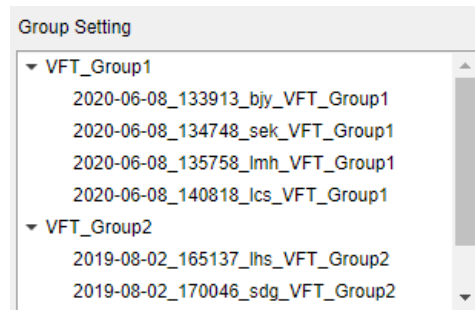 Group Setting
VFT_Group1
2020-06-08_133913_bjy_VFT_Group1
2020-06-08_134748_sek_VFT_Group1
2020-06-08_135758_lmh_VFT_Group1
2020-06-08_140818_lcs_VFT_Group1
VFT_Group2
2019-08-02_165137_lhs_VFT_Group2
2019-08-02_170046_sdg_VFT_Group2